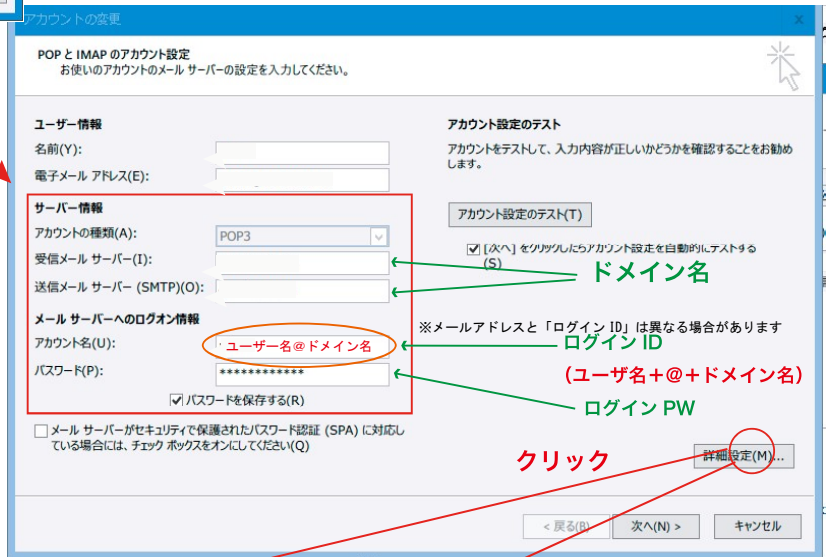 アカウントの変更
POP と IMAP のアカウント設定
お使いのアカウントのメール サーバーの設定を入力してください。
ユーザー情報
名前(Y):
電子メール アドレス(E):
サーバー情報
アカウントの種類(A):
POP3
受信メール サーバー(I):
送信メール サーバー (SMTP)(O):
メール サーバーへのログオン情報
アカウント名(U):
ユーザー名@ドメイン名
パスワード(P):
************
パスワードを保存する(R)
メール サーバーがセキュリティで保護されたパスワード認証 (SPA) に対応し
ている場合には、チェック ボックスをオンにしてください(Q)
アカウント設定のテスト
アカウントをテストして、入力内容が正しいかどうかを確認することをお勧め
します。
アカウント設定のテスト(T)
[次へ] をクリックしたらアカウント設定を自動的にテストする
(S)
ドメイン名
※メールアドレスと「ログイン ID」は異なる場合があります
ログイン ID
(ユーザ名+@+ドメイン名)
ログイン PW
クリック
詳細設定(M)...
< 戻る(B)
次へ(N) >
キャンセル